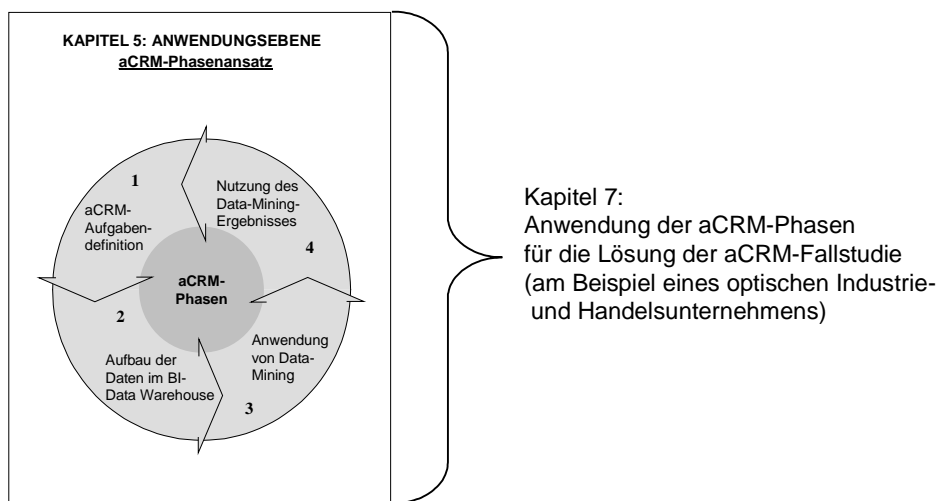 KAPITEL 5: ANWENDUNGSEBENE
aCRM-Phasenansatz
1
aCRM-
Aufgaben-
definition
2
Aufbau der
Daten im BI-
Data Warehouse
3
Anwendung
von Data-
Mining
4
Nutzung des
Data-Mining-
Ergebnisses
aCRM-
Phasen
Kapitel 7:
Anwendung der aCRM-Phasen
für die Lösung der aCRM-Fallstudie
(am Beispiel eines optischen Industrie-
und Handelsunternehmens)